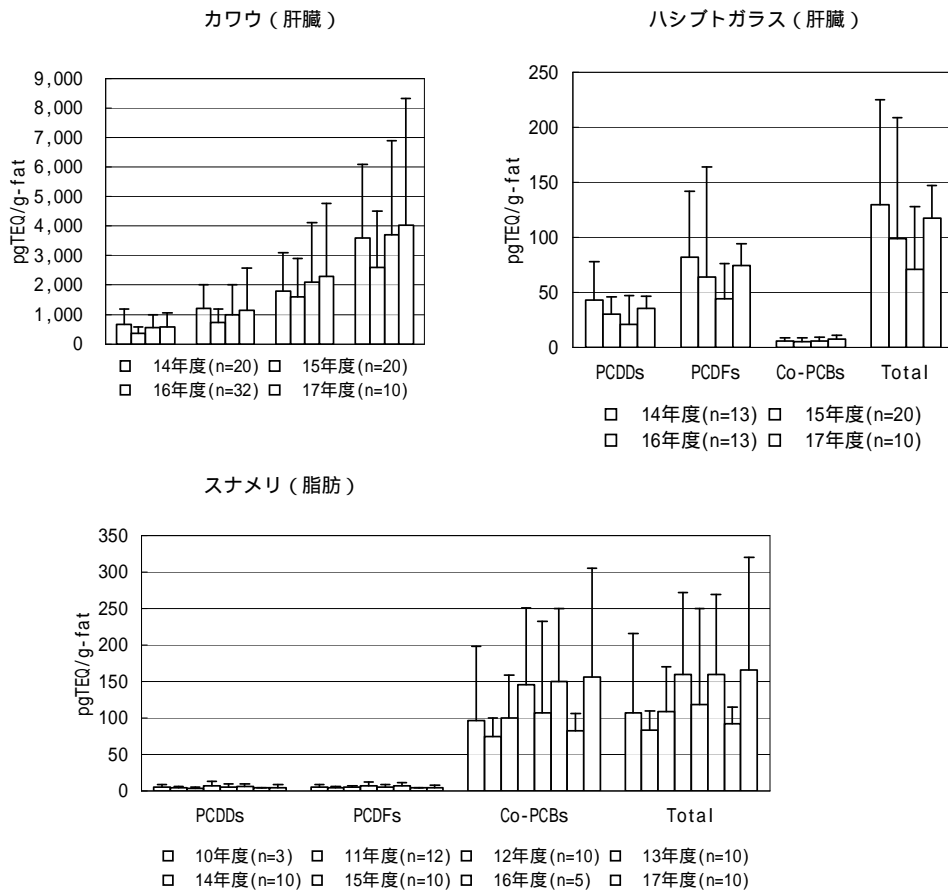 カワウ（肝臓）
pgTEQ/g-fat
9,000
8,000
7,000
6,000
5,000
4,000
3,000
2,000
1,000
0
14年度(n=20) 15年度(n=20)
16年度(n=32) 17年度(n=10)
ハシブトガラス（肝臓）
pgTEQ/g-fat
250
200
150
100
50
0
PCDDs PCDFs Co-PCBs Total
14年度(n=13) 15年度(n=20)
16年度(n=13) 17年度(n=10)
スナメリ（脂肪）
pgTEQ/g-fat
350
300
250
200
150
100
50
0
PCDDs PCDFs Co-PCBs Total
10年度(n=3) 11年度(n=12) 12年度(n=10) 13年度(n=10)
14年度(n=10) 15年度(n=10) 16年度(n=5) 17年度(n=10)